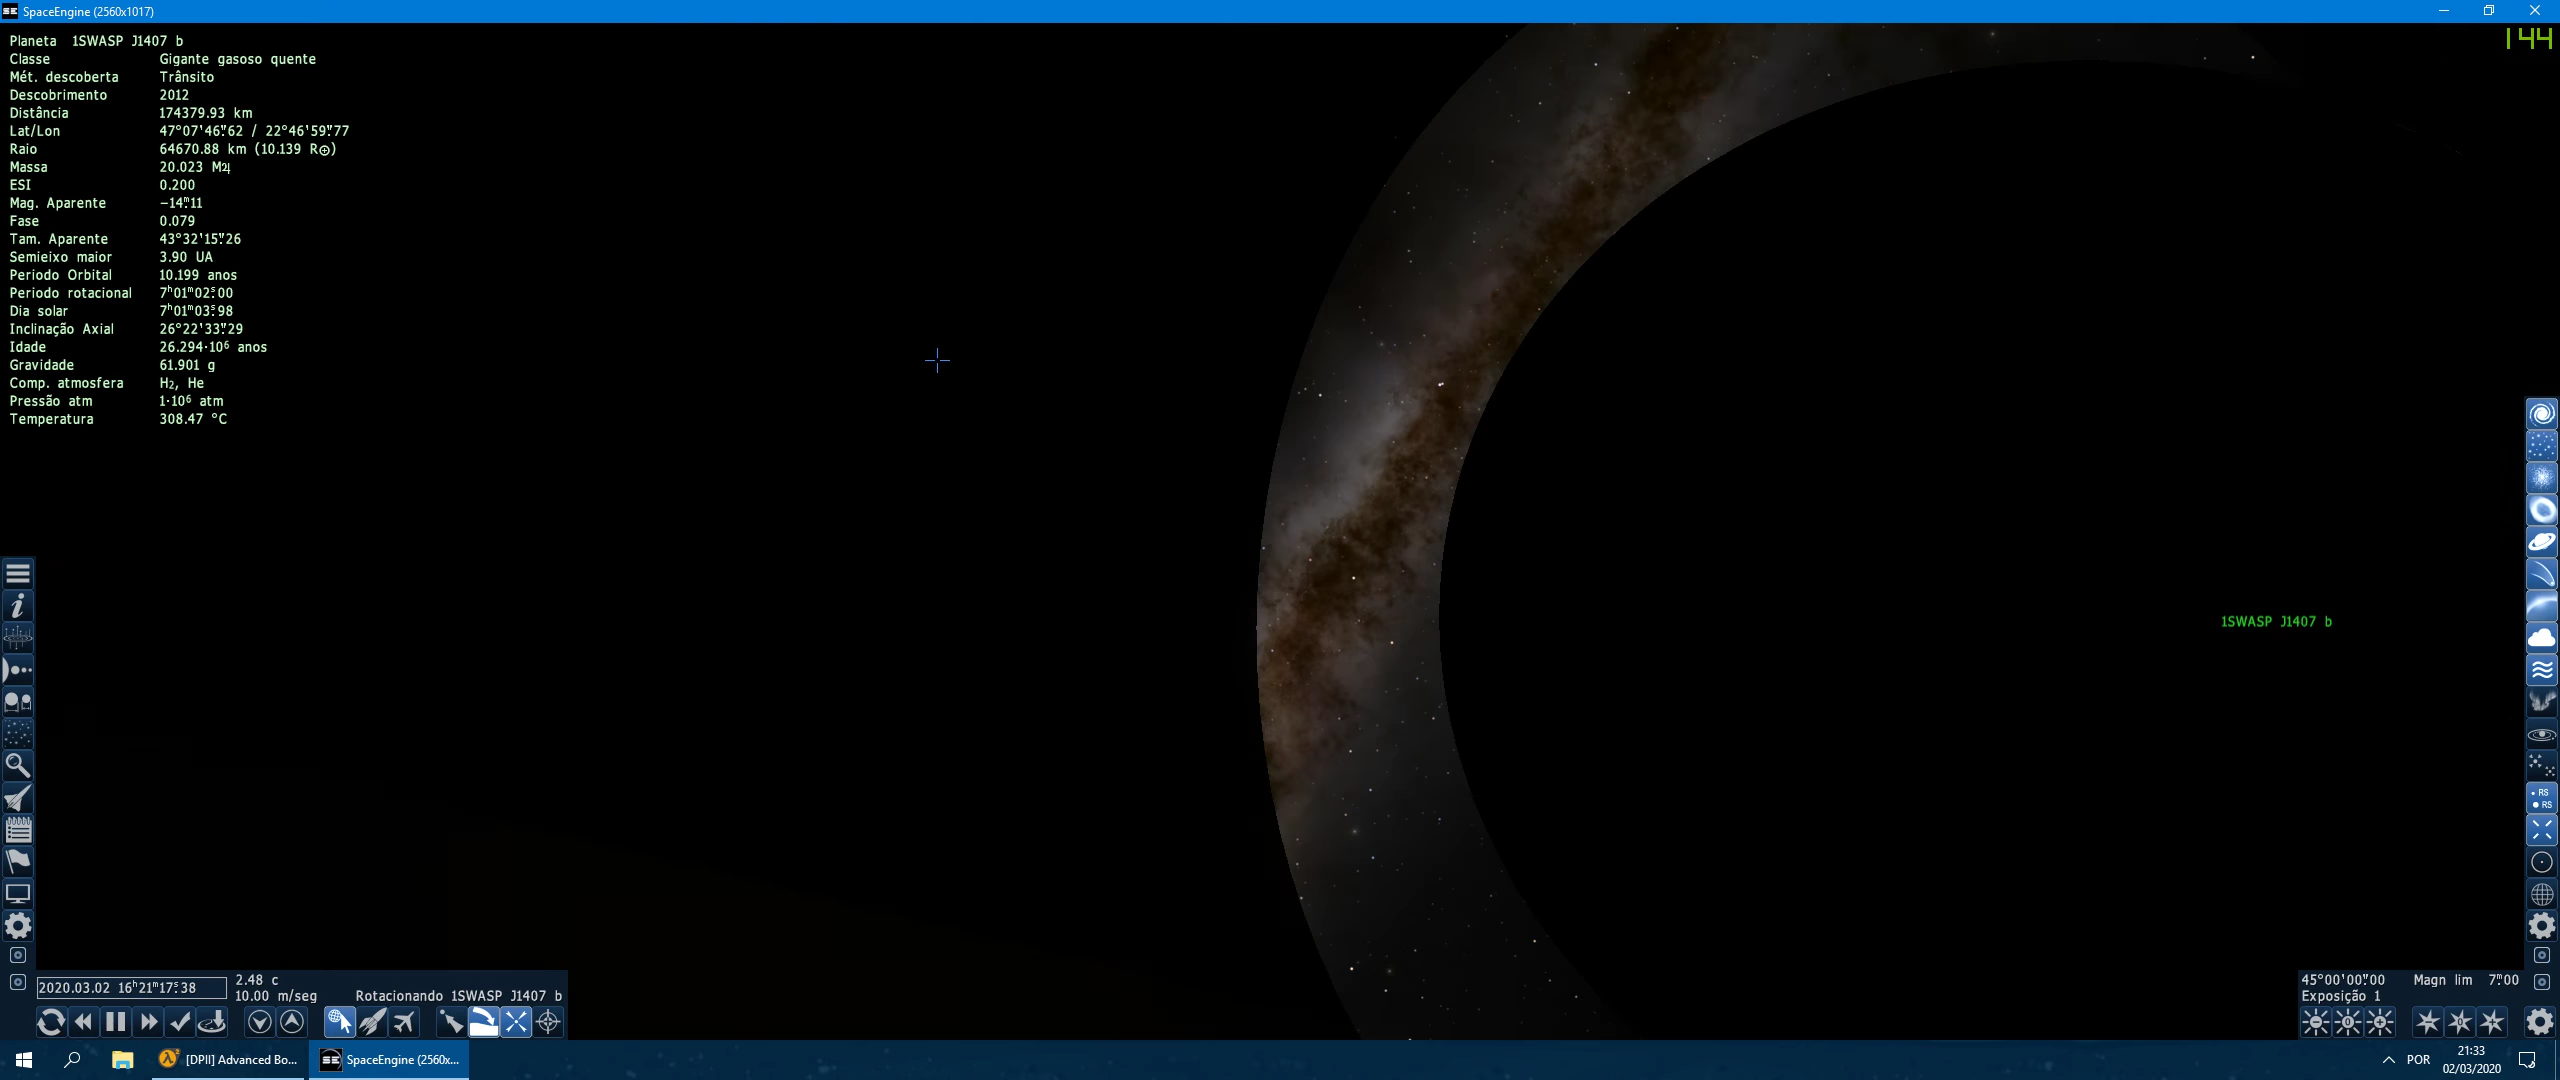 SpaceEngine (2560x1017)
144
Planeta 1SWASP J1407 b
Classe Gigante gasoso quente
Mét. descoberta Trânsito
Descobrimento 2012
Distância 174379.93 km
Lat/Lon 47°07'46"62 / 22°46'59"77
Raio 64670.88 km (10.139 R⊕)
Massa 20.023 M♃
ESI 0.200
Mag. Aparente −14ᵐ11
Fase 0.079
Tam. Aparente 43°32'15"26
Semieixo maior 3.90 UA
Periodo Orbital 10.199 anos
Periodo rotacional 7ʰ01ᵐ02ˢ00
Dia solar 7ʰ01ᵐ03ˢ98
Inclinação Axial 26°22'33"29
Idade 26.294·10⁶ anos
Gravidade 61.901 g
Comp. atmosfera H₂, He
Pressão atm 1·10⁶ atm
Temperatura 308.47 °C
1SWASP J1407 b
RS
RS
2020.03.02 16ʰ21ᵐ17ˢ38
2.48 c
10.00 m/seg Rotacionando 1SWASP J1407 b
45°00'00"00 Magn lim 7ᵐ00
Exposição 1
[DPII] Advanced Bo...
SE SpaceEngine (2560x...
POR
21:33
02/03/2020